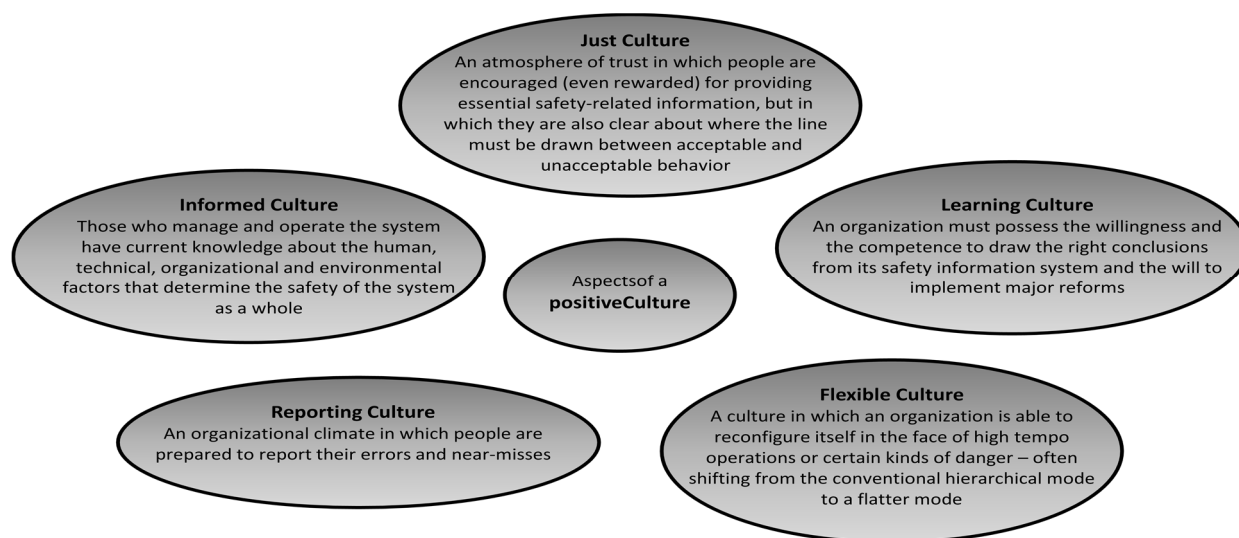 Just Culture
An atmosphere of trust in which people are
encouraged (even rewarded) for providing
essential safety-related information, but in
which they are also clear about where the line
must be drawn between acceptable and
unacceptable behavior
Informed Culture
Those who manage and operate the system
have current knowledge about the human,
technical, organizational and environmental
factors that determine the safety of the system
as a whole
Learning Culture
An organization must possess the willingness and
the competence to draw the right conclusions
from its safety information system and the will to
implement major reforms
Aspectsof a
positiveCulture
Reporting Culture
An organizational climate in which people are
prepared to report their errors and near-misses
Flexible Culture
A culture in which an organization is able to
reconfigure itself in the face of high tempo
operations or certain kinds of danger – often
shifting from the conventional hierarchical mode
to a flatter mode